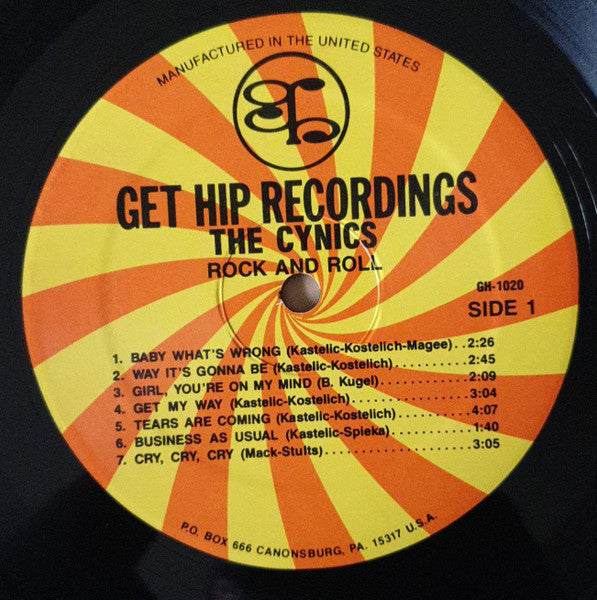 MANUFACTURED IN THE UNITED STATES
GET HIP RECORDINGS
THE CYNICS
ROCK AND ROLL
GH-1020
SIDE 1
1. BABY WHAT'S WRONG (Kastelic-Kostelich-Magee)..2:26
2. WAY IT'S GONNA BE (Kastelic-Kostelich)..........2:45
3. GIRL, YOU'RE ON MY MIND (B. Kugel).............2:09
4. GET MY WAY (Kastelic-Kostelich)..................3:04
5. TEARS ARE COMING (Kastelic-Kostelich)..........4:07
6. BUSINESS AS USUAL (Kastelic-Spieka)............1:40
7. CRY, CRY, CRY (Mack-Stults).....................3:05
P.O. BOX 666 CANONSBURG, PA. 15317 U.S.A.